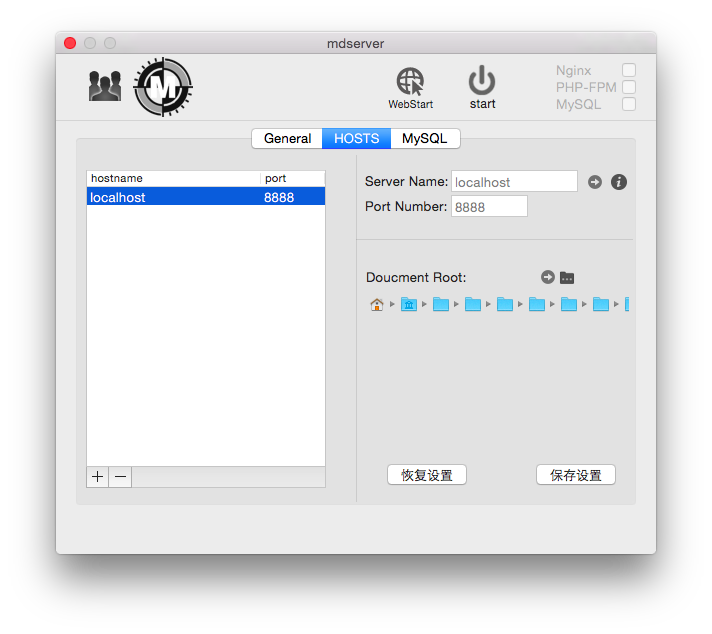 mdserver
M
WebStart
start
Nginx
PHP-FPM
MySQL
General HOSTS MySQL
hostname port
localhost 8888
Server Name: localhost
Port Number: 8888
Doucment Root:
恢复设置 保存设置